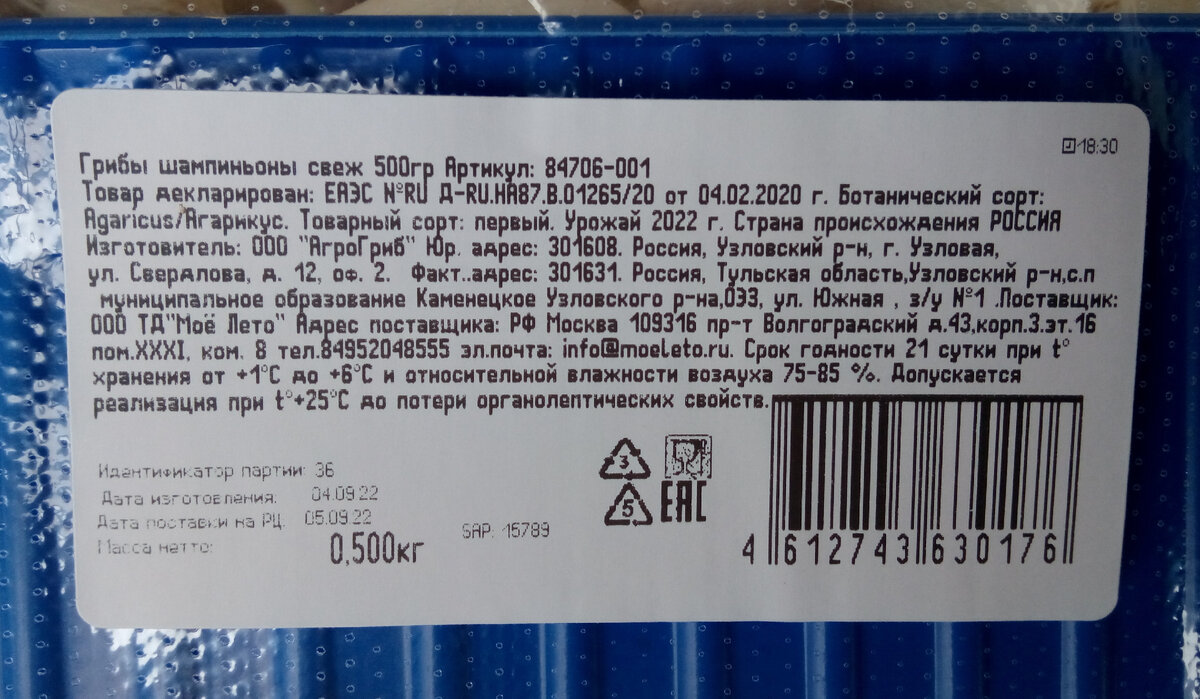 18:30
Грибы шампиньоны свеж 500гр Артикул: 84706-001
Товар декларирован: ЕАЭС №RU Д-RU.НА87.В.01265/20 от 04.02.2020 г. Ботанический сорт:
Agaricus/Агарикус. Товарный сорт: первый. Урожай 2022 г. Страна происхождения РОССИЯ
Изготовитель: ООО "АгроГриб" Юр. адрес: 301608. Россия, Узловский р-н, г. Узловая,
ул. Свердлова, д. 12, оф. 2. Факт..адрес: 301631. Россия, Тульская область,Узловский р-н,с.п
муниципальное образование Каменецкое Узловского р-на,ОЭЗ, ул. Южная , з/у №1 .Поставщик:
ООО ТД"Моё Лето" Адрес поставщика: РФ Москва 109316 пр-т Волгоградский д.43,корп.3.эт.16
пом.XXXI, ком. 8 тел.84952048555 эл.почта: info@moeleto.ru. Срок годности 21 сутки при t°
хранения от +1°С до +6°С и относительной влажности воздуха 75-85 %. Допускается
реализация при t°+25°С до потери органолептических свойств.
Идентификатор партии: 36
Дата изготовления: 04.09.22
Дата поставки на РЦ: 05.09.22
Масса нетто: 0,500кг
SAP: 15789
3
5
EAC
4 612743 630176